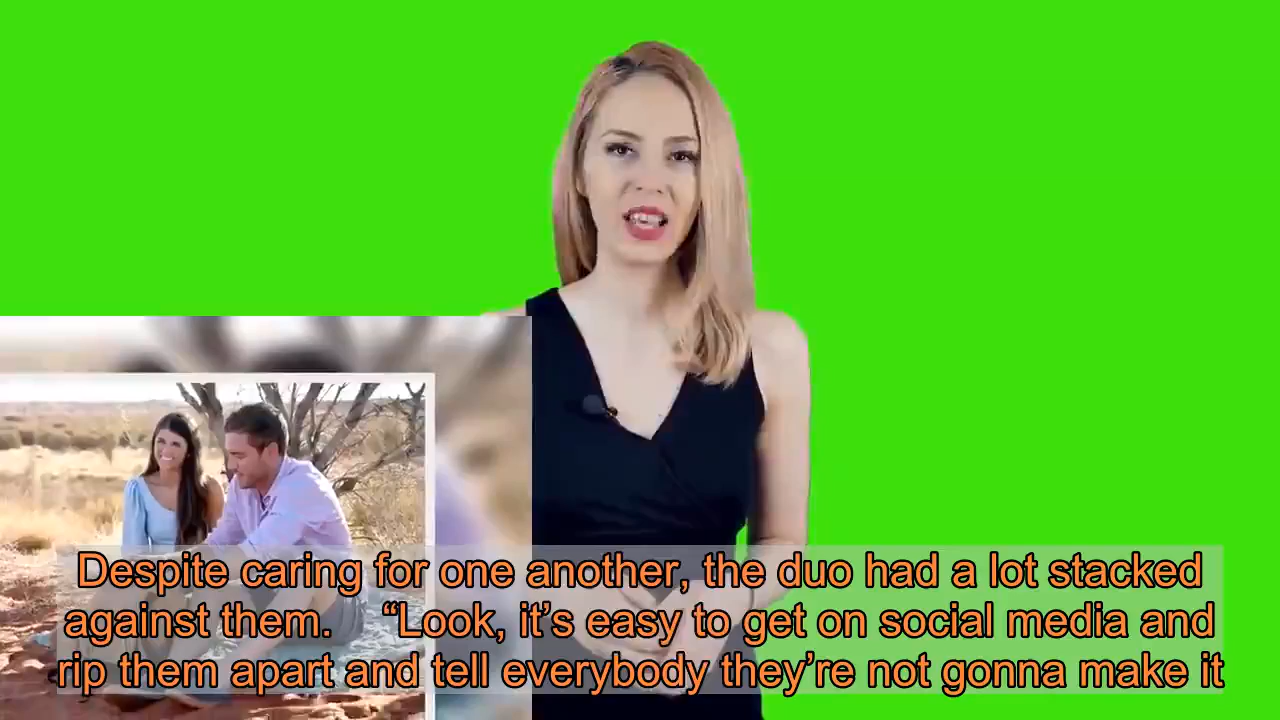 Despite caring for one another, the duo had a lot stacked
against them. “Look, it’s easy to get on social media and
rip them apart and tell everybody they’re not gonna make it